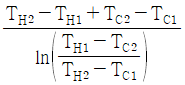 T_H2 − T_H1 + T_C2 − T_C1
ln( (T_H1 − T_C2) / (T_H2 − T_C1) )